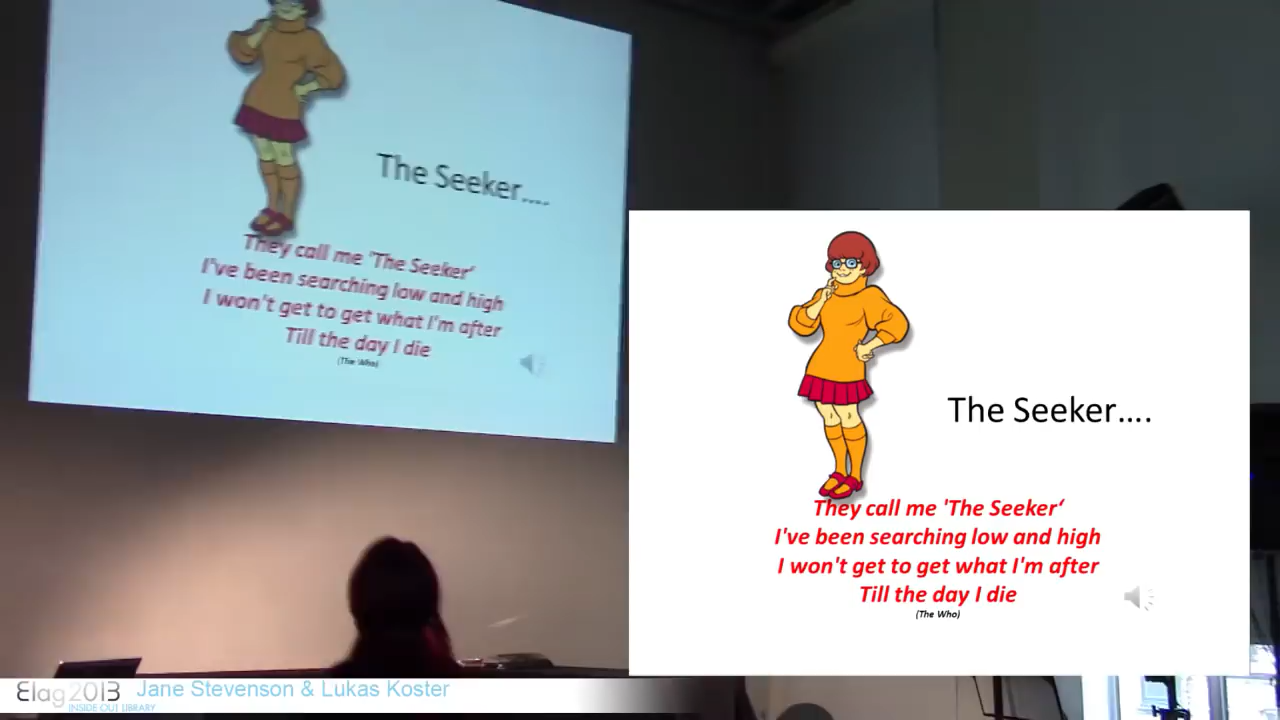 The Seeker....
They call me 'The Seeker‘
I've been searching low and high
I won't get to get what I'm after
Till the day I die
(The Who)
The Seeker....
They call me 'The Seeker‘
I've been searching low and high
I won't get to get what I'm after
Till the day I die
(The Who)
Elag2013 Jane Stevenson & Lukas Koster
INSIDE OUT LIBRARY